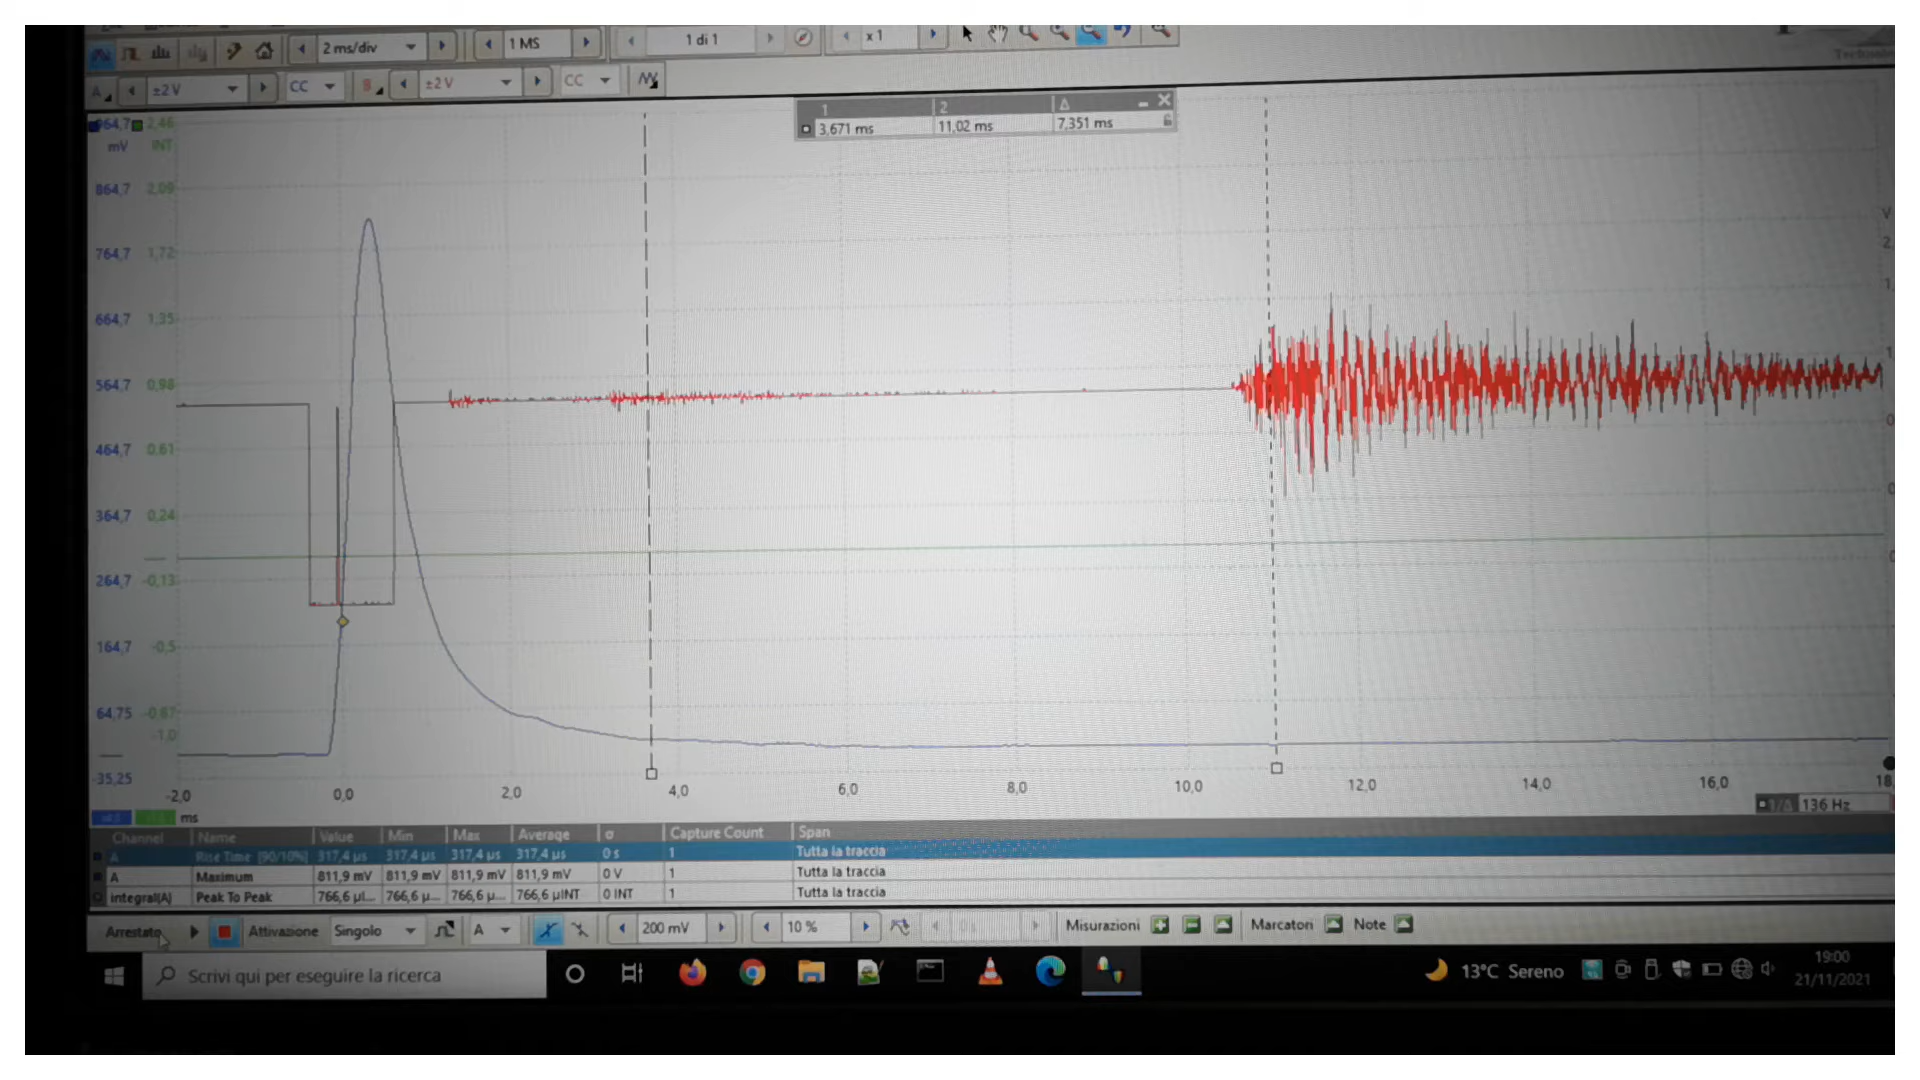 2 ms/div 1 MS 1 di 1 x 1
A ±2 V CC B ±2 V CC
1 2 Δ
3,671 ms 11,02 ms 7,351 ms
964,7 2,46
mV INT
864,7 2,09
764,7 1,72
664,7 1,35
564,7 0,98
464,7 0,61
364,7 0,24
264,7 -0,13
164,7 -0,5
64,75 -0,87
-1,0
-35,25
-2,0 0,0 2,0 4,0 6,0 8,0 10,0 12,0 14,0 16,0 18,
ms
1/Δ 136 Hz
Channel Name Value Min Max Average σ Capture Count Span
A Rise Time [90/10%] 317,4 µs 317,4 µs 317,4 µs 317,4 µs 0 s 1 Tutta la traccia
A Maximum 811,9 mV 811,9 mV 811,9 mV 811,9 mV 0 V 1 Tutta la traccia
integral(A) Peak To Peak 766,6 µI... 766,6 µ... 766,6 µ... 766,6 µINT 0 INT 1 Tutta la traccia
Arrestato Attivazione Singolo A 200 mV 10 % Misurazioni Marcatori Note
Scrivi qui per eseguire la ricerca
13°C Sereno
19:00
21/11/2021